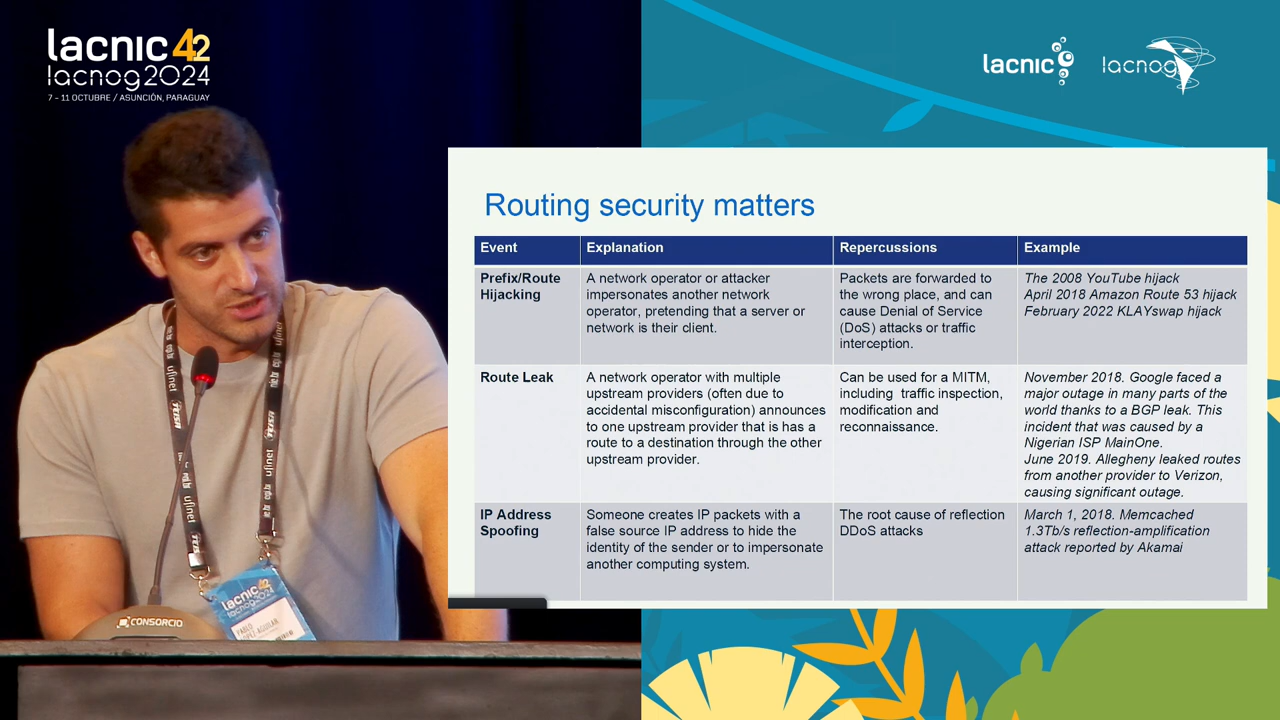 lacnic 42
lacnog2024
7 - 11 OCTUBRE / ASUNCIÓN, PARAGUAY
lacnic
lacnog
Routing security matters
Event Explanation Repercussions Example
Prefix/Route Hijacking
A network operator or attacker
impersonates another network
operator, pretending that a server or
network is their client.
Packets are forwarded to
the wrong place, and can
cause Denial of Service
(DoS) attacks or traffic
interception.
The 2008 YouTube hijack
April 2018 Amazon Route 53 hijack
February 2022 KLAYswap hijack
Route Leak
A network operator with multiple
upstream providers (often due to
accidental misconfiguration) announces
to one upstream provider that is has a
route to a destination through the other
upstream provider.
Can be used for a MITM,
including traffic inspection,
modification and
reconnaissance.
November 2018. Google faced a
major outage in many parts of the
world thanks to a BGP leak. This
incident that was caused by a
Nigerian ISP MainOne.
June 2019. Allegheny leaked routes
from another provider to Verizon,
causing significant outage.
IP Address
Spoofing
Someone creates IP packets with a
false source IP address to hide the
identity of the sender or to impersonate
another computing system.
The root cause of reflection
DDoS attacks
March 1, 2018. Memcached
1.3Tb/s reflection-amplification
attack reported by Akamai
ufinet
ufinet
ufinet
lacnic 42
lacnog2024
PABLO
CONSORCIO